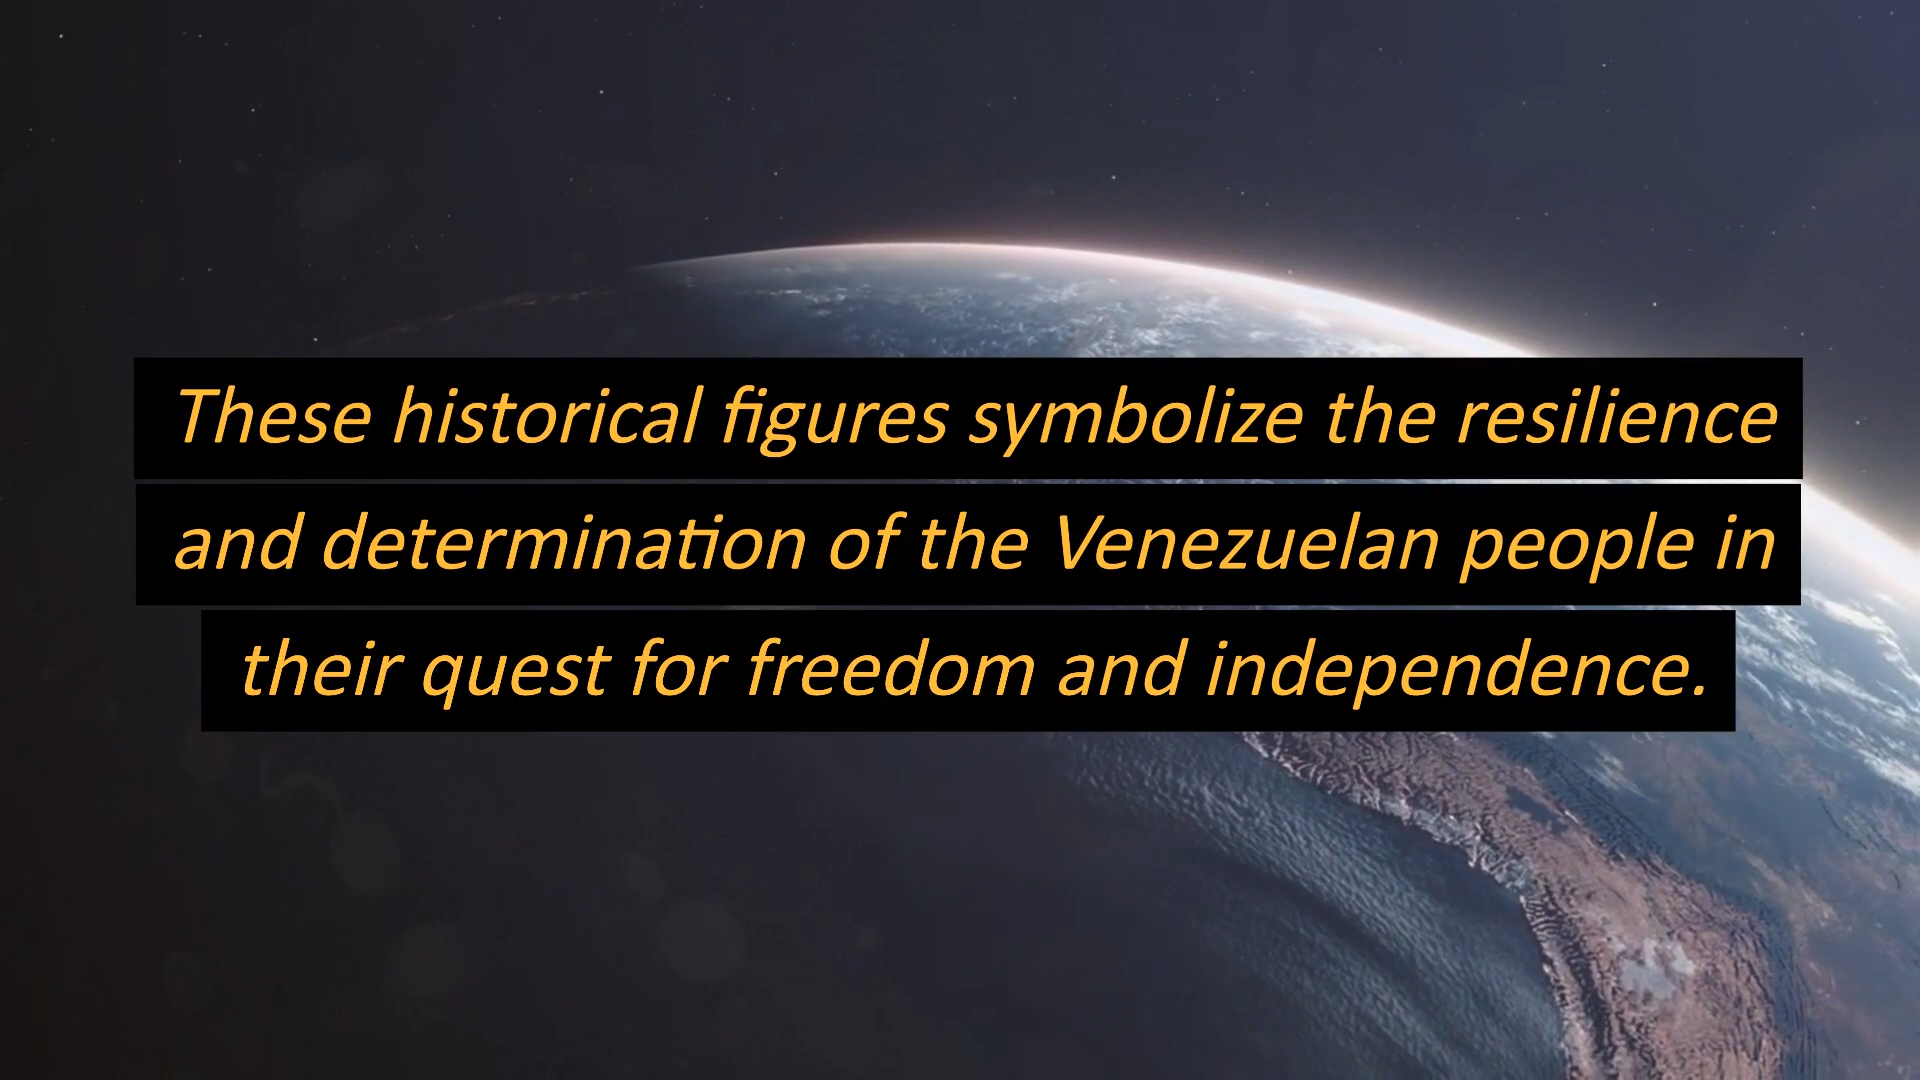 These historical figures symbolize the resilience
and determination of the Venezuelan people in
their quest for freedom and independence.